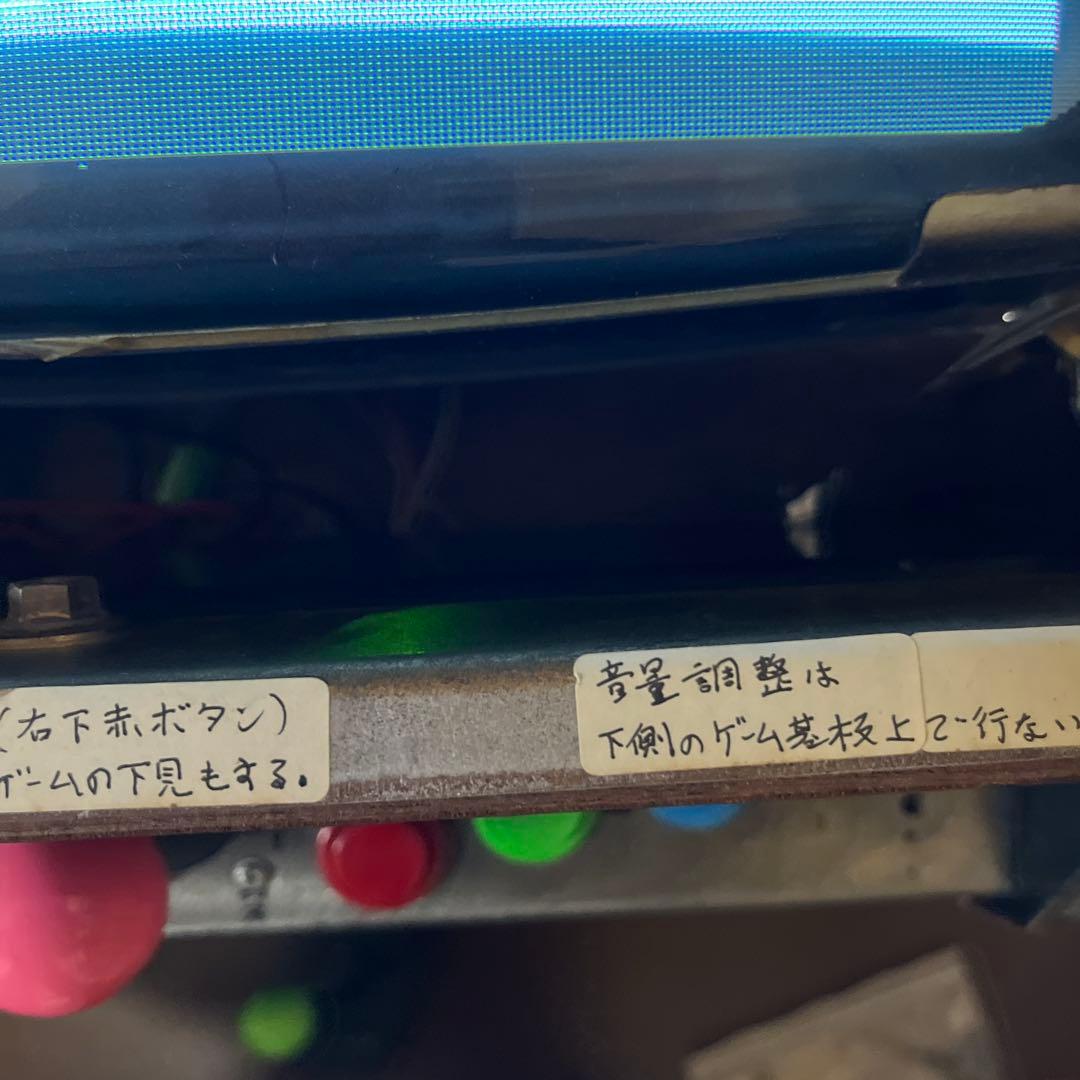 (右下赤ボタン)
ゲームの下見もする。
音量調整は
下側のゲーム基板上で行ない